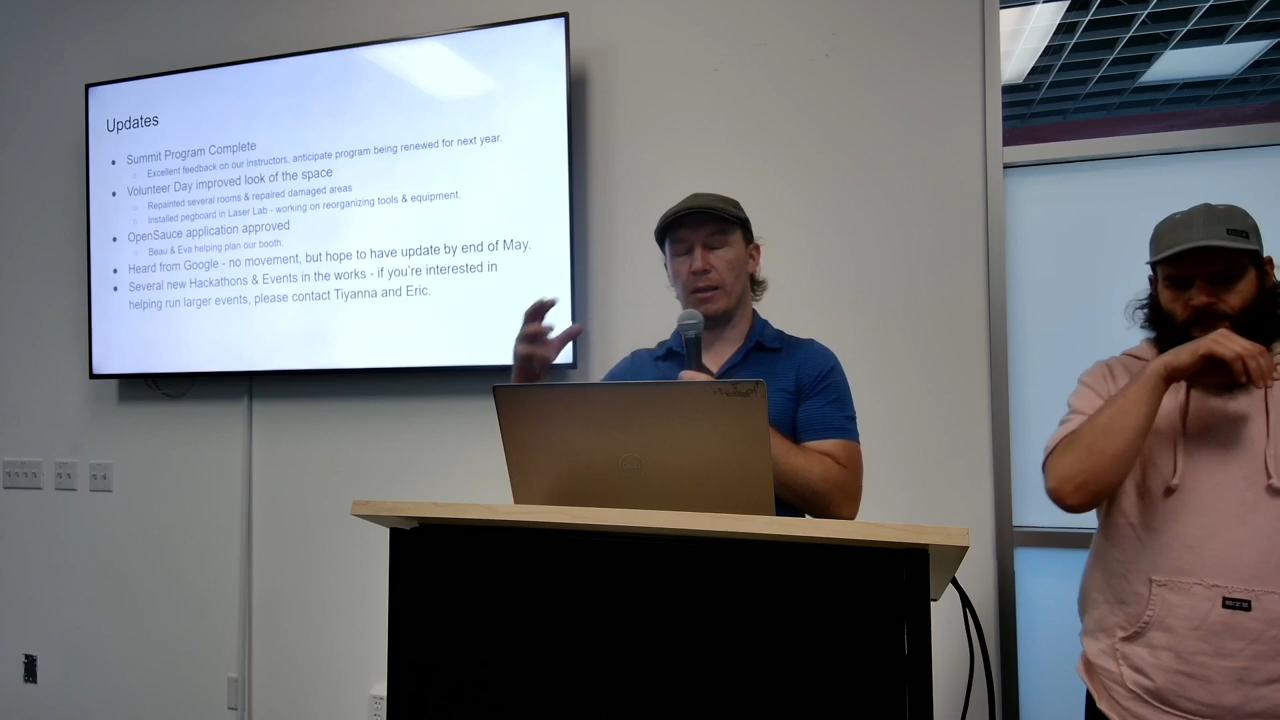 Updates
Summit Program Complete
Excellent feedback on our instructors, anticipate program being renewed for next year.
Volunteer Day improved look of the space
Repainted several rooms & repaired damaged areas
Installed pegboard in Laser Lab - working on reorganizing tools & equipment.
OpenSauce application approved
Beau & Eva helping plan our booth.
Heard from Google - no movement, but hope to have update by end of May.
Several new Hackathons & Events in the works - if you're interested in
helping run larger events, please contact Tiyanna and Eric.
DELL